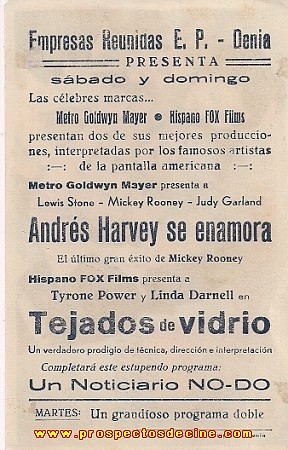 Empresas Reunidas E. P. - Denia
PRESENTA
sábado y domingo
Las célebres marcas...
Metro Goldwyn Mayer ● Hispano FOX Films
presentan dos de sus mejores produccio-
nes, interpretadas por los famosos artistas
:—: de la pantalla americana :—:
Metro Goldwyn Mayer presenta a
Lewis Stone - Mickey Rooney - Judy Garland
Andrés Harvey se enamora
El último gran éxito de Mickey Rooney
Hispano FOX Films presenta a
Tyrone Power y Linda Darnell en
Tejados de vidrio
Un verdadero prodigio de técnica, dirección e interpretación
Completará este estupendo programa:
Un Noticiario NO-DO
MARTES: Un grandioso programa doble
www.prospectosdecine.com